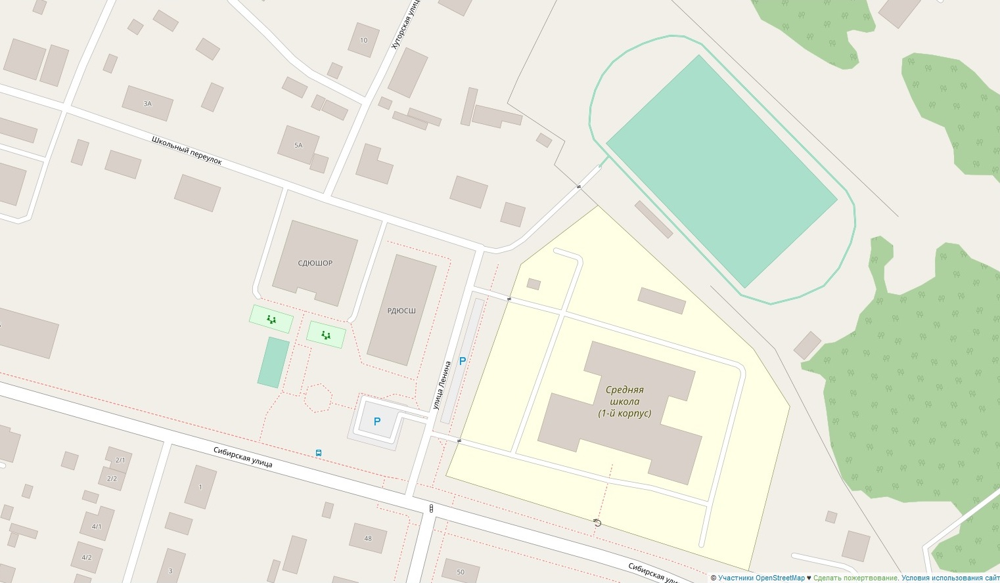 Хуторская улица
10
3А
5А
Школьный переулок
СДЮШОР
РДЮСШ
P
улица Ленина
Средняя
школа
(1-й корпус)
P
Сибирская улица
2/1
2/2
1
4/1
4/2
3
48
50
Сибирская ули
© Участники OpenStreetMap ♥ Сделать пожертвование. Условия использования сайт